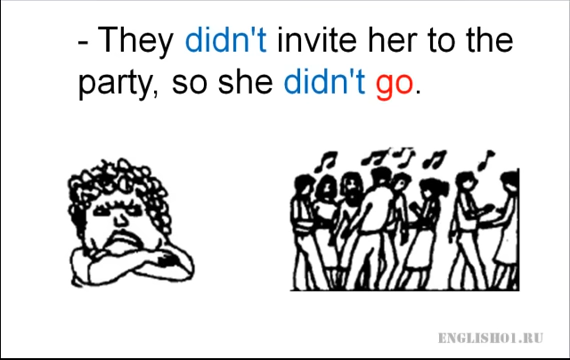 - They didn't invite her to the
party, so she didn't go.
ENGLISH01.RU